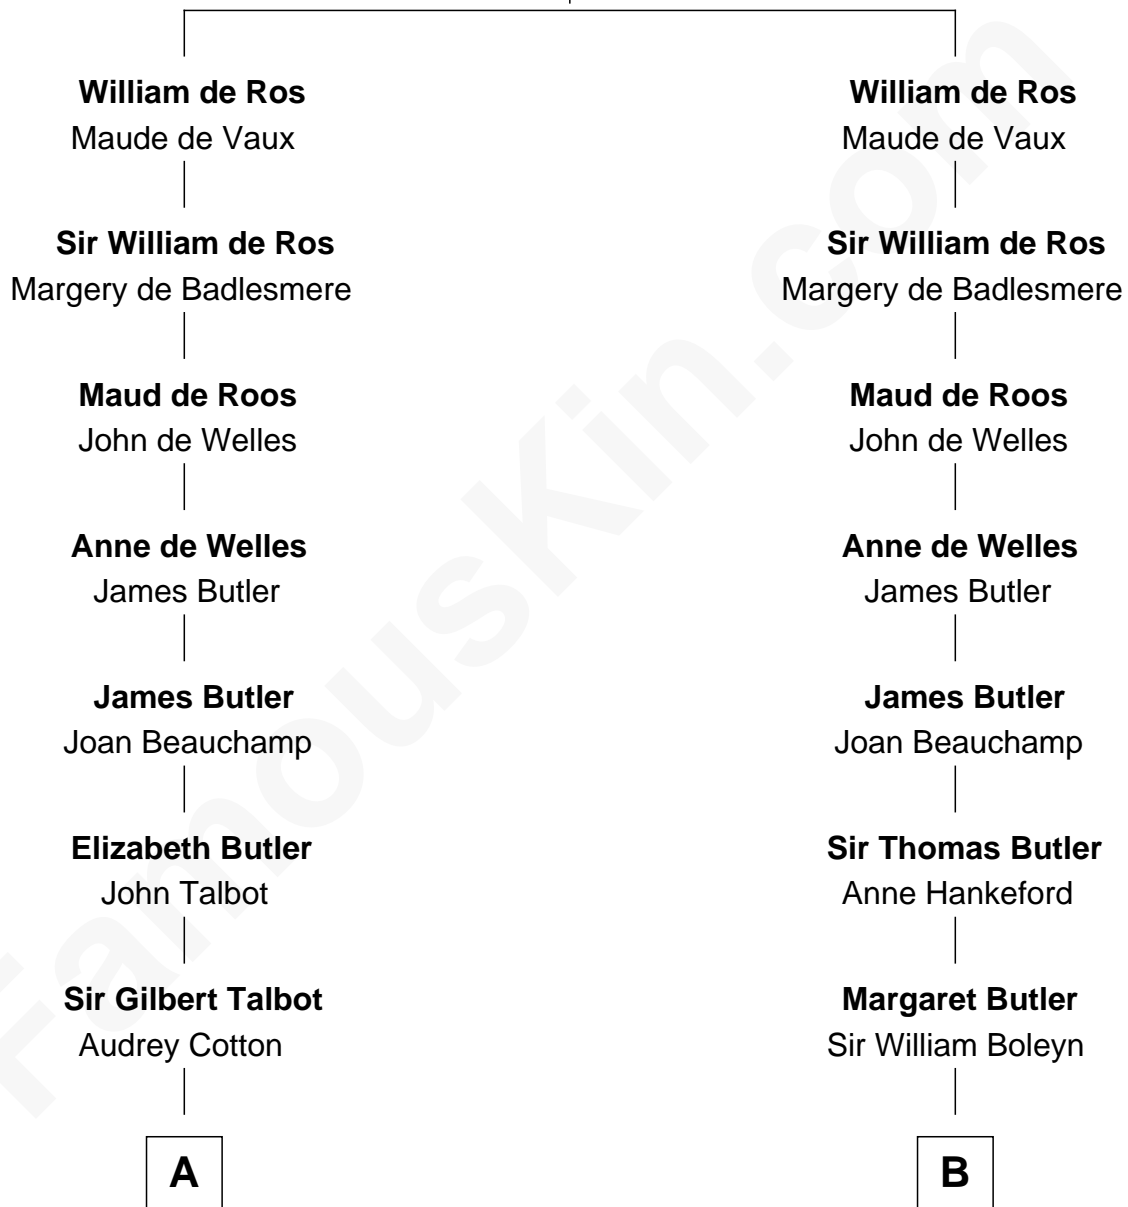 William de Ros
Maude de Vaux
Sir William de Ros
Margery de Badlesmere
Maud de Roos
John de Welles
Anne de Welles
James Butler
James Butler
Joan Beauchamp
Elizabeth Butler
John Talbot
Sir Gilbert Talbot
Audrey Cotton
A
William de Ros
Maude de Vaux
Sir William de Ros
Margery de Badlesmere
Maud de Roos
John de Welles
Anne de Welles
James Butler
James Butler
Joan Beauchamp
Sir Thomas Butler
Anne Hankeford
Margaret Butler
Sir William Boleyn
B
FamousKin.com